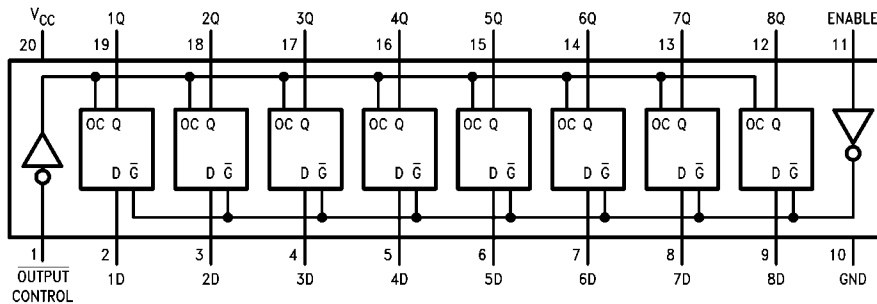 V_CC 1Q 2Q 3Q 4Q 5Q 6Q 7Q 8Q ENABLE
20 19 18 17 16 15 14 13 12 11
OC Q OC Q OC Q OC Q OC Q OC Q OC Q OC Q
D G̅ D G̅ D G̅ D G̅ D G̅ D G̅ D G̅ D G̅
1 2 3 4 5 6 7 8 9 10
O̅U̅T̅P̅U̅T̅ 1D 2D 3D 4D 5D 6D 7D 8D GND
CONTROL